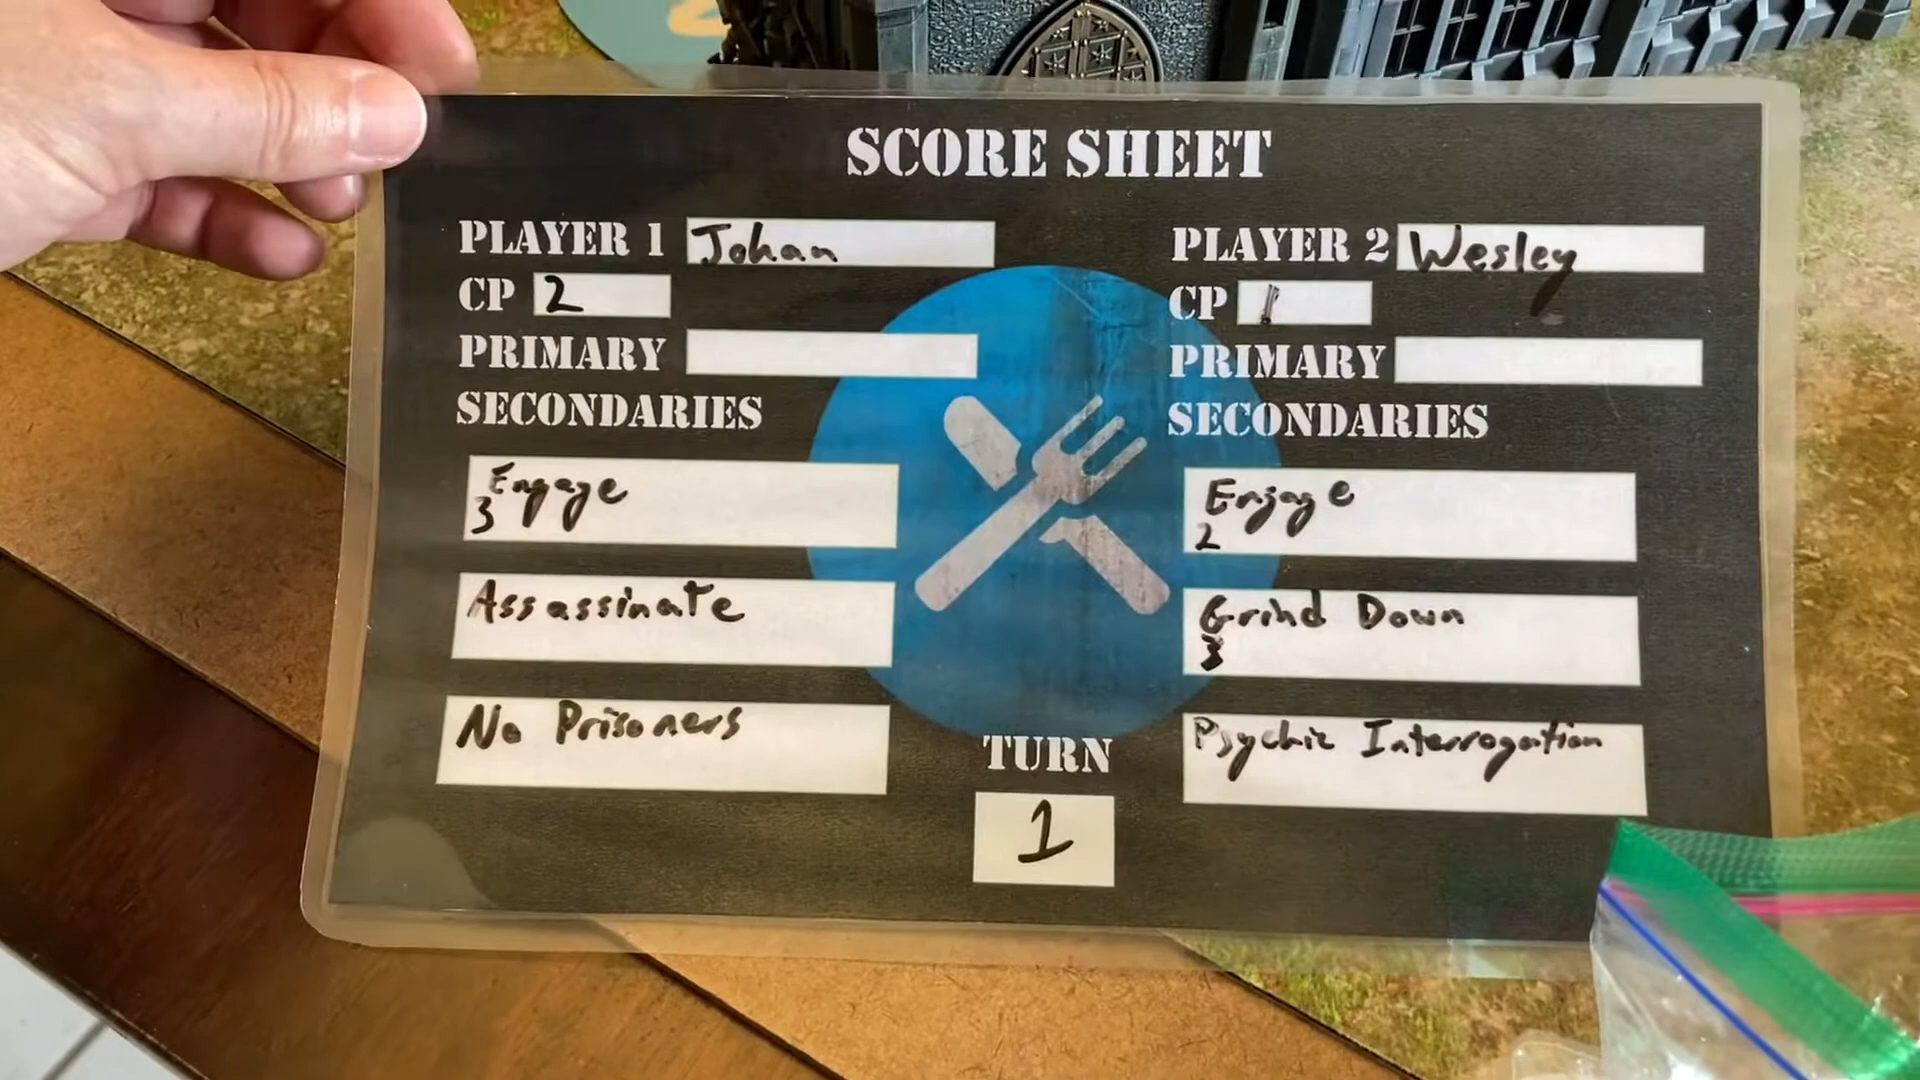 SCORE SHEET
PLAYER 1 Johan
CP 2
PRIMARY
SECONDARIES
Engage
3
Assassinate
No Prisoners
PLAYER 2 Wesley
CP 1
PRIMARY
SECONDARIES
Engage
2
Grind Down
3
Psychic Interrogation
TURN
1